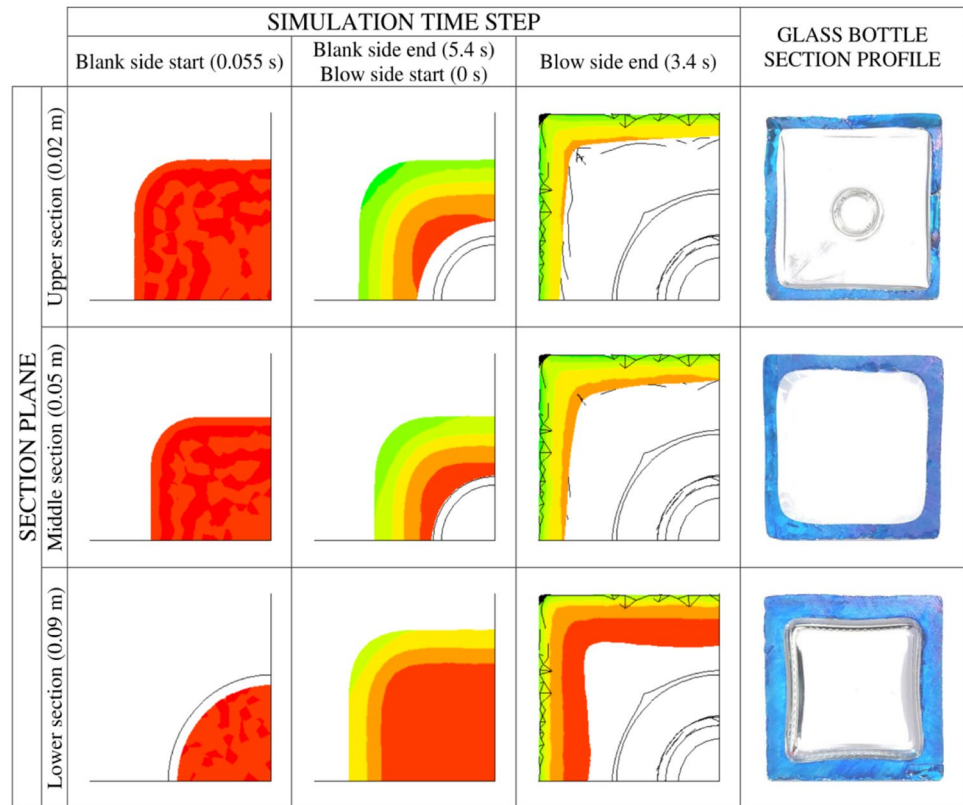 SIMULATION TIME STEP
GLASS BOTTLE
SECTION PROFILE
Blank side start (0.055 s)
Blank side end (5.4 s)
Blow side start (0 s)
Blow side end (3.4 s)
SECTION PLANE
Upper section (0.02 m)
Middle section (0.05 m)
Lower section (0.09 m)